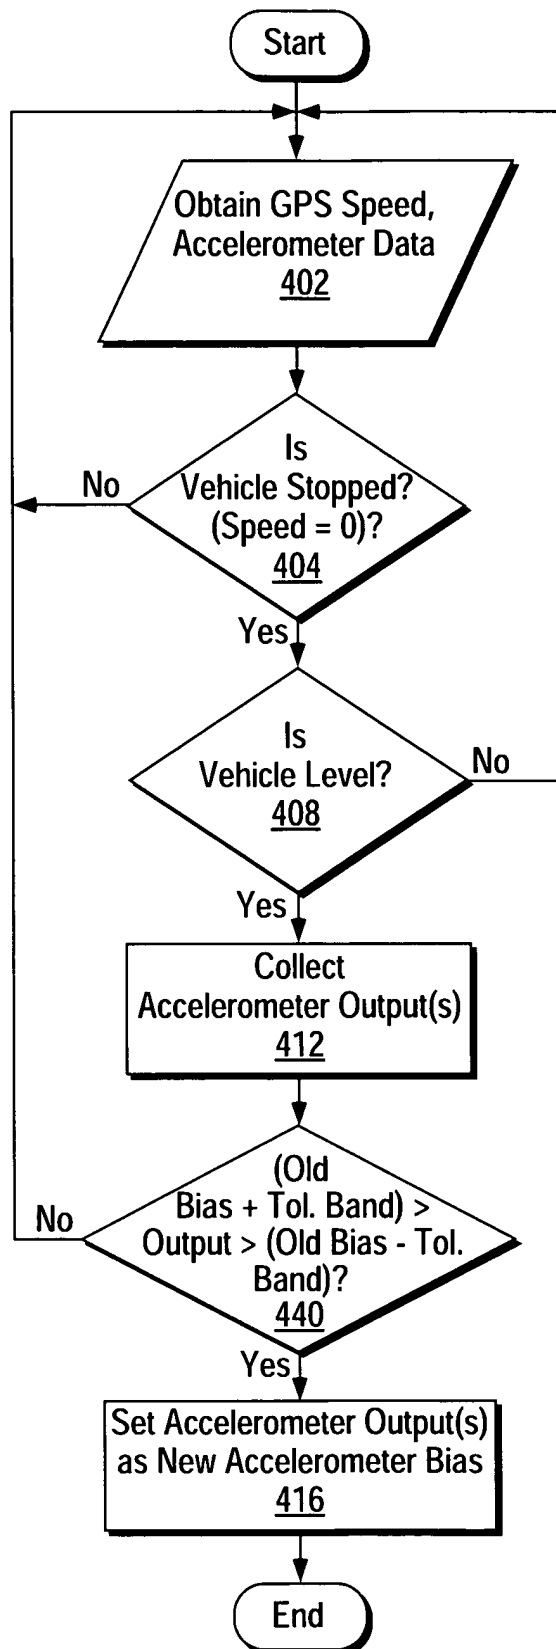 Start
Obtain GPS Speed,
Accelerometer Data
402
Is
Vehicle Stopped?
(Speed = 0)?
404
No
Yes
Is
Vehicle Level?
408
No
Yes
Collect
Accelerometer Output(s)
412
(Old
Bias + Tol. Band) >
Output > (Old Bias - Tol.
Band)?
440
No
Yes
Set Accelerometer Output(s)
as New Accelerometer Bias
416
End